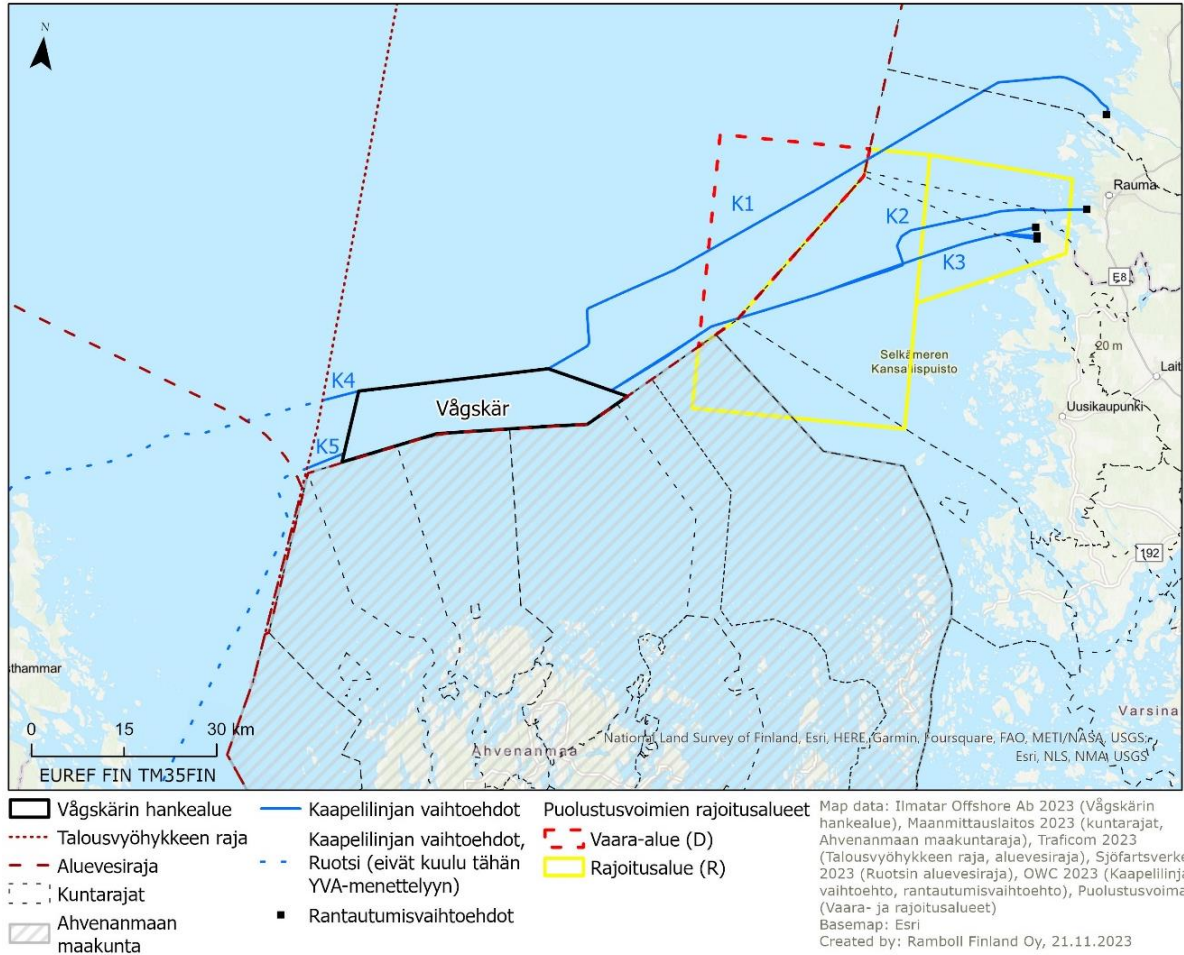 N
K1
K2
Rauma
K3
E8
20 m
Selkämeren
Kansallispuisto
Lait
K4
Vågskär
Uusikaupunki
K5
192
sthammar
Varsina
0 15 30 km
Ahvenanmaa
National Land Survey of Finland, Esri, HERE, Garmin, Foursquare, FAO, METI/NASA, USGS;
Esri, NLS, NMA, USGS
EUREF FIN TM35FIN
Vågskärin hankealue
Talousvyöhykkeen raja
Aluevesiraja
Kuntarajat
Ahvenanmaan
maakunta
Kaapelilinjan vaihtoehdot
Kaapelilinjan vaihtoehdot,
Ruotsi (eivät kuulu tähän
YVA-menettelyyn)
Rantautumisvaihtoehdot
Puolustusvoimien rajoitusalueet
Vaara-alue (D)
Rajoitusalue (R)
Map data: Ilmatar Offshore Ab 2023 (Vågskärin
hankealue), Maanmittauslaitos 2023 (kuntarajat,
Ahvenanmaan maakuntaraja), Traficom 2023
(Talousvyöhykkeen raja, aluevesiraja), Sjöfartsverke
2023 (Ruotsin aluevesiraja), OWC 2023 (Kaapelilinja
vaihtoehto, rantautumisvaihtoehto), Puolustusvoima
(Vaara- ja rajoitusalueet)
Basemap: Esri
Created by: Ramboll Finland Oy, 21.11.2023